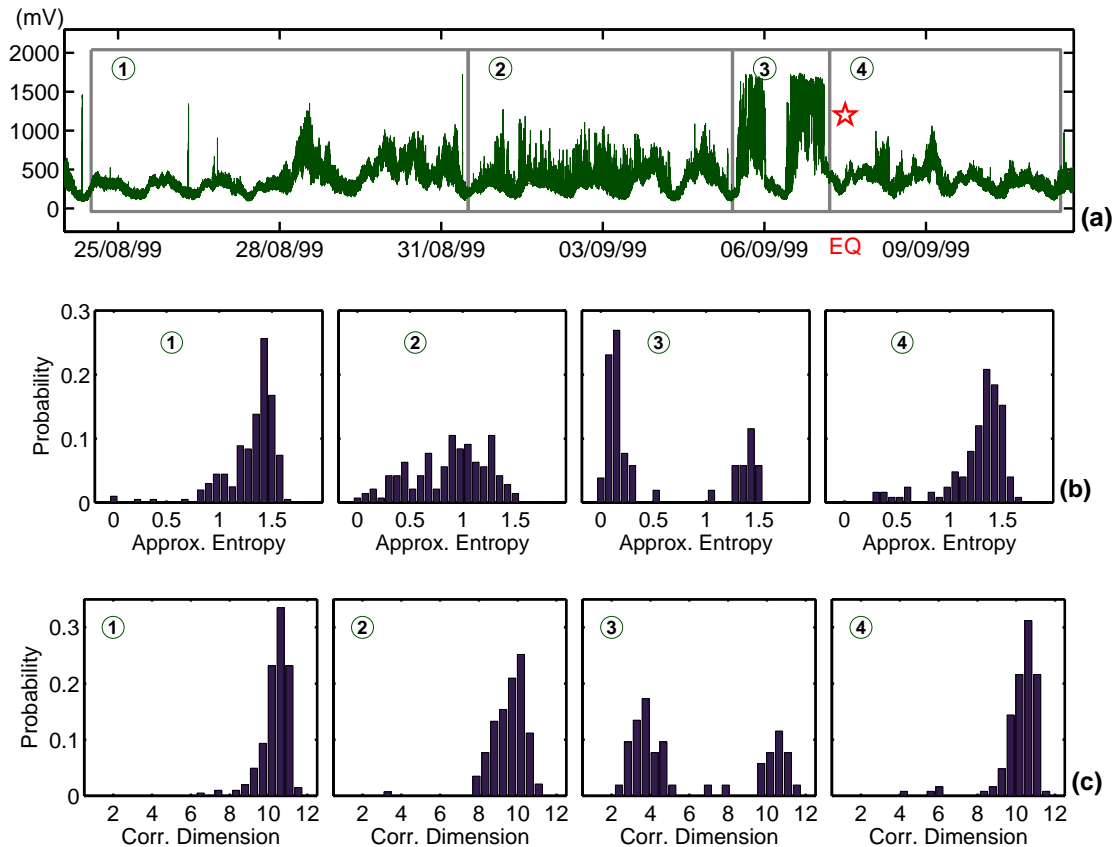 (mV)
2000
1500
1000
500
0
1
2
3
4
(a)
25/08/99
28/08/99
31/08/99
03/09/99
06/09/99
EQ
09/09/99
0.3
0.2
0.1
0
Probability
1
2
3
4
0 0.5 1 1.5
0 0.5 1 1.5
0 0.5 1 1.5
0 0.5 1 1.5
Approx. Entropy
Approx. Entropy
Approx. Entropy
Approx. Entropy
(b)
0.3
0.2
0.1
0
Probability
1
2
3
4
2 4 6 8 10 12
2 4 6 8 10 12
2 4 6 8 10 12
2 4 6 8 10 12
Corr. Dimension
Corr. Dimension
Corr. Dimension
Corr. Dimension
(c)